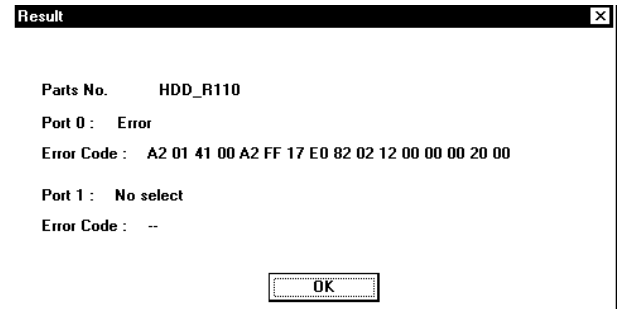 Result
Parts No. HDD_R110
Port 0 : Error
Error Code : A2 01 41 00 A2 FF 17 E0 82 02 12 00 00 00 20 00
Port 1 : No select
Error Code : --
OK